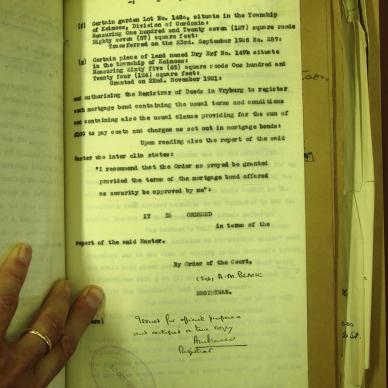 (f) Certain garden Lot No. 148a, situate in the Township
of Keimoes, Division of Gordonia:
Measuring One hundred and Twenty seven (127) square roods
Eighty seven (87) square feet:
Transferred on the 23rd. September 1916 No. 257:
(g) Certain piece of land named Dry Erf No. 149b situate
in the township of Keimoes:
Measuring Sixty five (65) square roods One hundred and
Twenty four (124) square feet:
Granted on 22nd. November 1921:
and authorising the Registrar of Deeds in Vryburg to register
such mortgage bond containing the usual terms and conditions
and containing also the usual clause providing for the sum of
£100 to pay costs and charges as set out in mortgage bonds:
Upon reading also the report of the said
Master who inter alia states:
"I recommend that the Order as prayed be granted
provided the terms of the mortgage bond offered
as security be approved by me":
IT IS ORDERED
in terms of the
report of the said Master.
By Order of the Court,
(Sgd) A.M.
REGISTRAR.
Issued for official purposes
and certified a true copy
Registrar